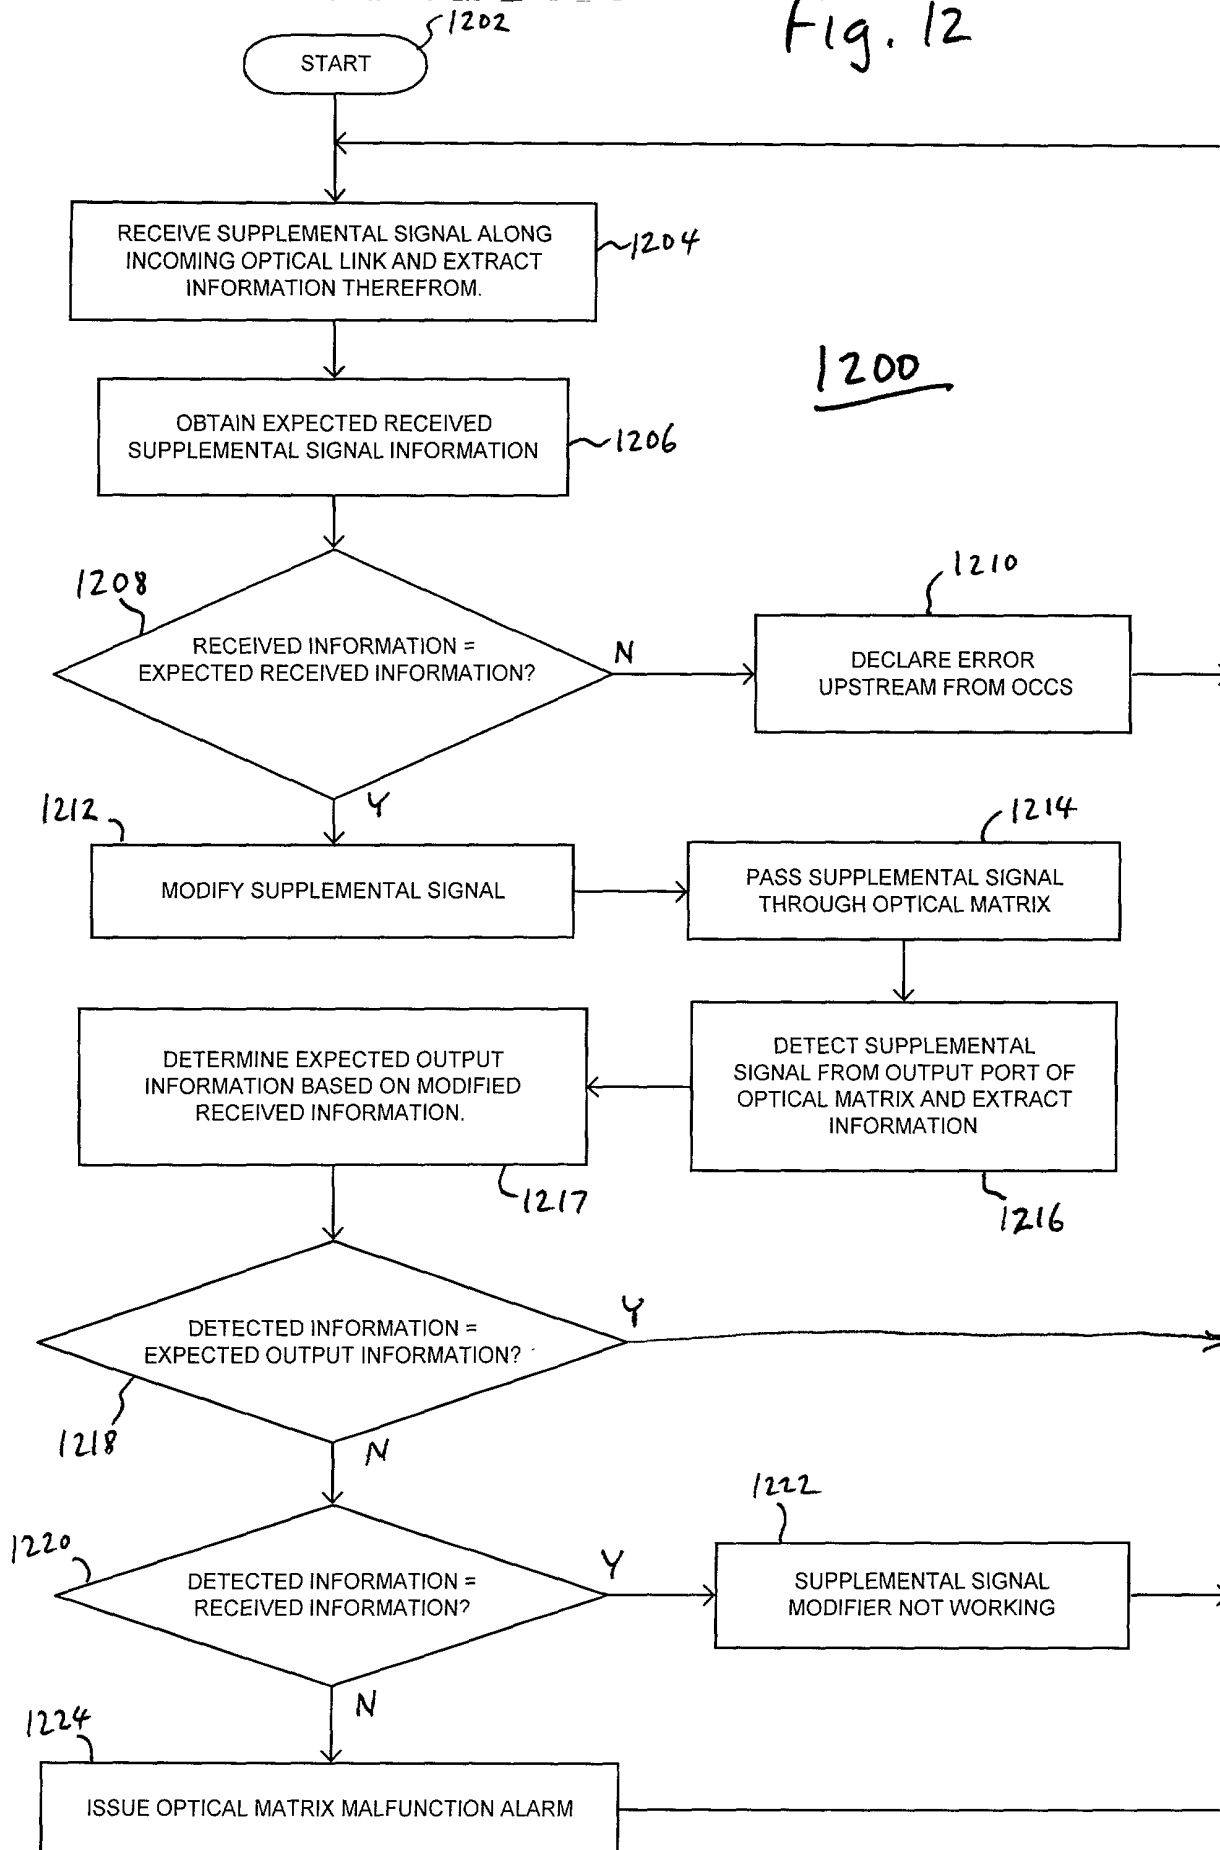 Fig. 12
1202
START
RECEIVE SUPPLEMENTAL SIGNAL ALONG
INCOMING OPTICAL LINK AND EXTRACT
INFORMATION THEREFROM.
1204
1200
OBTAIN EXPECTED RECEIVED
SUPPLEMENTAL SIGNAL INFORMATION
1206
1208
RECEIVED INFORMATION =
EXPECTED RECEIVED INFORMATION?
N
1210
DECLARE ERROR
UPSTREAM FROM OCCS
Y
1212
MODIFY SUPPLEMENTAL SIGNAL
1214
PASS SUPPLEMENTAL SIGNAL
THROUGH OPTICAL MATRIX
DETECT SUPPLEMENTAL
SIGNAL FROM OUTPUT PORT OF
OPTICAL MATRIX AND EXTRACT
INFORMATION
1216
DETERMINE EXPECTED OUTPUT
INFORMATION BASED ON MODIFIED
RECEIVED INFORMATION.
1217
DETECTED INFORMATION =
EXPECTED OUTPUT INFORMATION?
Y
1218
N
1220
DETECTED INFORMATION =
RECEIVED INFORMATION?
Y
1222
SUPPLEMENTAL SIGNAL
MODIFIER NOT WORKING
N
1224
ISSUE OPTICAL MATRIX MALFUNCTION ALARM